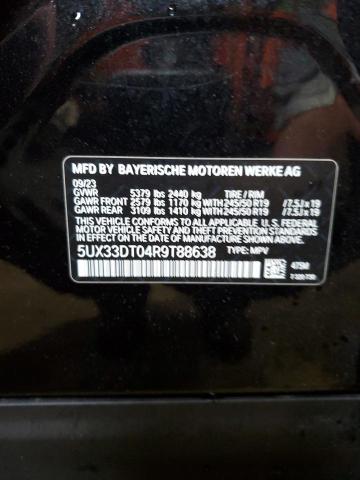 MFD BY BAYERISCHE MOTOREN WERKE AG
09/23
GVWR 5379 lbs 2440 kg TIRE / RIM
GAWR FRONT 2579 lbs 1170 kg WITH 245/50 R19 /7.5J x 19
GAWR REAR 3109 lbs 1410 kg WITH 245/50 R19 /7.5J x 19
THIS VEHICLE CONFORMS TO ALL APPLICABLE U.S. FEDERAL
MOTOR VEHICLE SAFETY, BUMPER, AND THEFT PREVENTION
STANDARDS IN EFFECT ON THE DATE OF MANUFACTURE SHOWN ABOVE.
5UX33DT04R9T88638 TYPE: MPV
475M